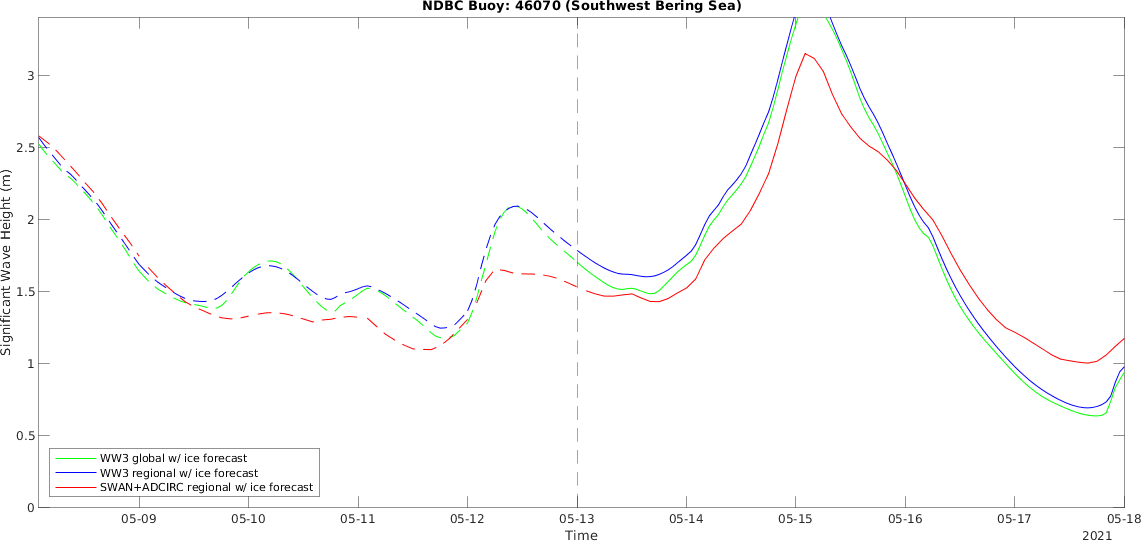 NDBC Buoy: 46070 (Southwest Bering Sea)
Significant Wave Height (m)
3
2.5
2
1.5
1
0.5
0
WW3 global w/ ice forecast
WW3 regional w/ ice forecast
SWAN+ADCIRC regional w/ ice forecast
05-09 05-10 05-11 05-12 05-13 05-14 05-15 05-16 05-17 05-18
Time
2021